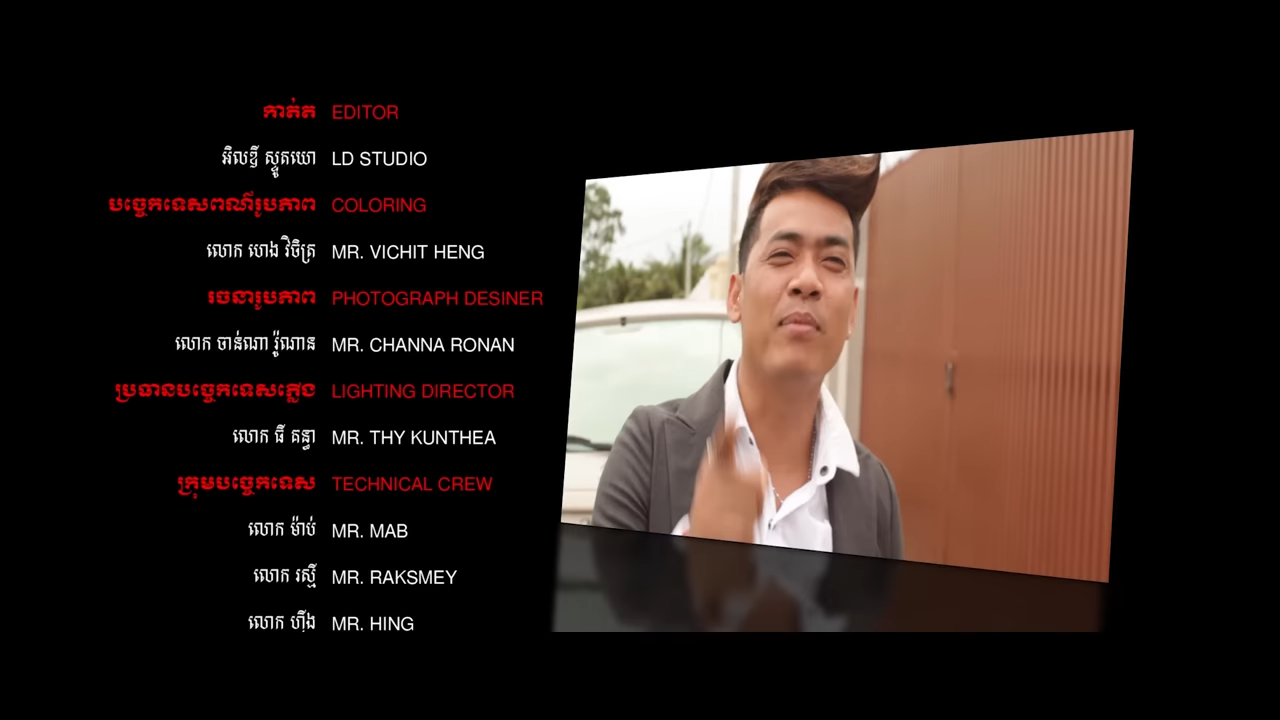 កាត់ត EDITOR
អិលឌី ស្ទូតយោ LD STUDIO
បច្ចេកទេសពណ៌រូបភាព COLORING
លោក ហេង វិចិត្រ MR. VICHIT HENG
រចនារូបភាព PHOTOGRAPH DESINER
លោក ចាន់ណា រ៉ូណាន MR. CHANNA RONAN
ប្រធានបច្ចេកទេសភ្លើង LIGHTING DIRECTOR
លោក ធី គន្ធា MR. THY KUNTHEA
ក្រុមបច្ចេកទេស TECHNICAL CREW
លោក ម៉ាប់ MR. MAB
លោក រស្មី MR. RAKSMEY
លោក ហ៊ីង MR. HING